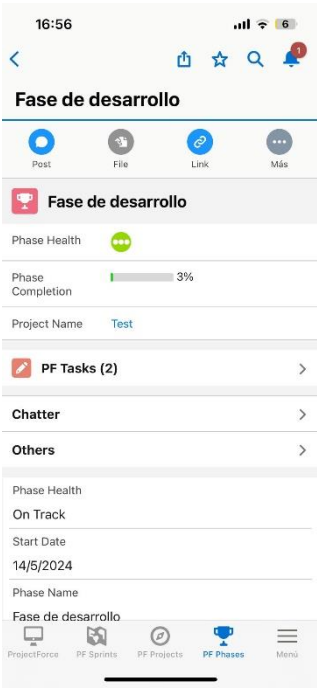 16:56
6
1
Fase de desarrollo
Post
File
Link
Más
Fase de desarrollo
Phase Health
Phase
Completion
3%
Project Name
Test
PF Tasks (2)
Chatter
Others
Phase Health
On Track
Start Date
14/5/2024
Phase Name
Fase de desarrollo
ProjectForce
PF Sprints
PF Projects
PF Phases
Menú